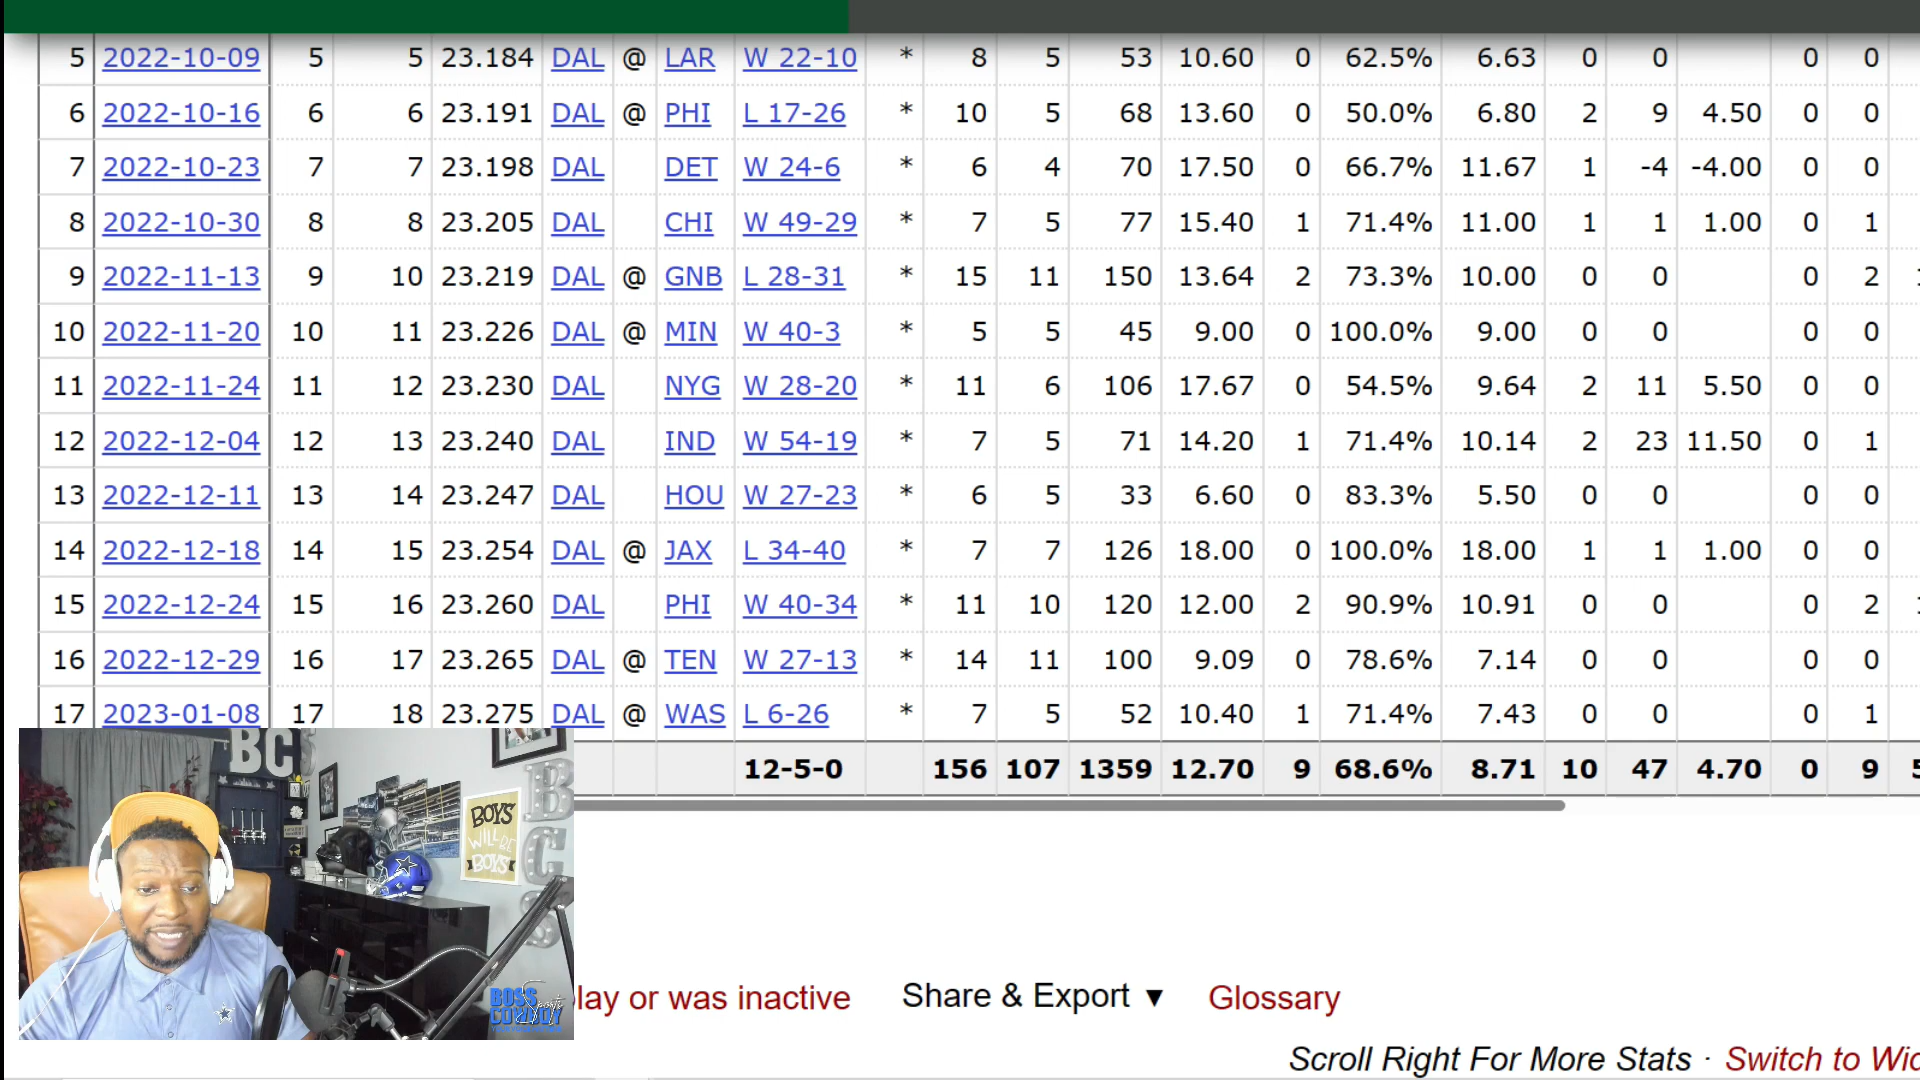 5 2022-10-09 5 5 23.184 DAL @ LAR W 22-10 * 8 5 53 10.60 0 62.5% 6.63 0 0 0 0
6 2022-10-16 6 6 23.191 DAL @ PHI L 17-26 * 10 5 68 13.60 0 50.0% 6.80 2 9 4.50 0 0
7 2022-10-23 7 7 23.198 DAL DET W 24-6 * 6 4 70 17.50 0 66.7% 11.67 1 -4 -4.00 0 0
8 2022-10-30 8 8 23.205 DAL CHI W 49-29 * 7 5 77 15.40 1 71.4% 11.00 1 1 1.00 0 1
9 2022-11-13 9 10 23.219 DAL @ GNB L 28-31 * 15 11 150 13.64 2 73.3% 10.00 0 0 0 2
10 2022-11-20 10 11 23.226 DAL @ MIN W 40-3 * 5 5 45 9.00 0 100.0% 9.00 0 0 0 0
11 2022-11-24 11 12 23.230 DAL NYG W 28-20 * 11 6 106 17.67 0 54.5% 9.64 2 11 5.50 0 0
12 2022-12-04 12 13 23.240 DAL IND W 54-19 * 7 5 71 14.20 1 71.4% 10.14 2 23 11.50 0 1
13 2022-12-11 13 14 23.247 DAL HOU W 27-23 * 6 5 33 6.60 0 83.3% 5.50 0 0 0 0
14 2022-12-18 14 15 23.254 DAL @ JAX L 34-40 * 7 7 126 18.00 0 100.0% 18.00 1 1 1.00 0 0
15 2022-12-24 15 16 23.260 DAL PHI W 40-34 * 11 10 120 12.00 2 90.9% 10.91 0 0 0 2
16 2022-12-29 16 17 23.265 DAL @ TEN W 27-13 * 14 11 100 9.09 0 78.6% 7.14 0 0 0 0
17 2023-01-08 17 18 23.275 DAL @ WAS L 6-26 * 7 5 52 10.40 1 71.4% 7.43 0 0 0 1
12-5-0 156 107 1359 12.70 9 68.6% 8.71 10 47 4.70 0 9 5
BC
BOYS
WILL BE
BOYS
BCS
BOSS Sports
COWBOY
lay or was inactive Share & Export ▼ Glossary
Scroll Right For More Stats · Switch to Wi